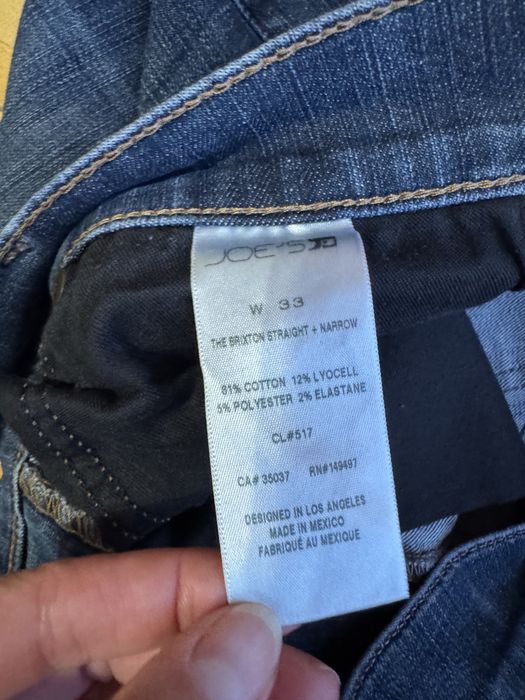 JOE'S
W 33
THE BRIXTON STRAIGHT + NARROW
81% COTTON 12% LYOCELL
5% POLYESTER 2% ELASTANE
CL#517
CA# 35037 RN#149497
DESIGNED IN LOS ANGELES
MADE IN MEXICO
FABRIQUÉ AU MEXIQUE